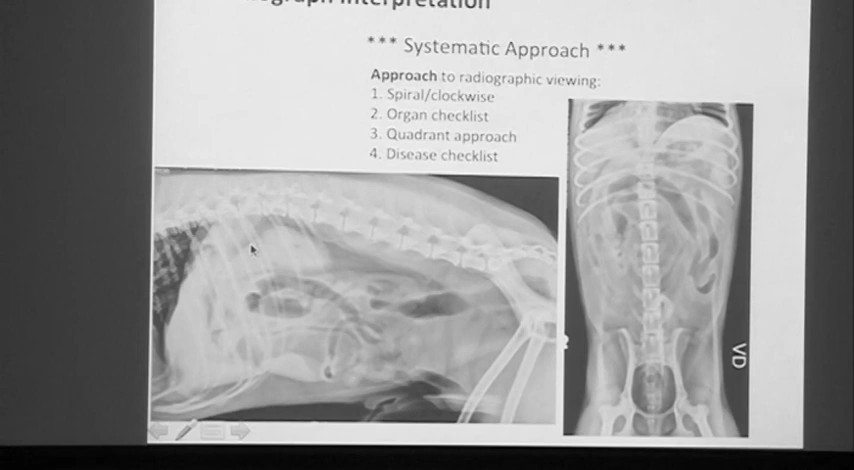 Interpretation
*** Systematic Approach ***
Approach to radiographic viewing:
1. Spiral/clockwise
2. Organ checklist
3. Quadrant approach
4. Disease checklist
VD